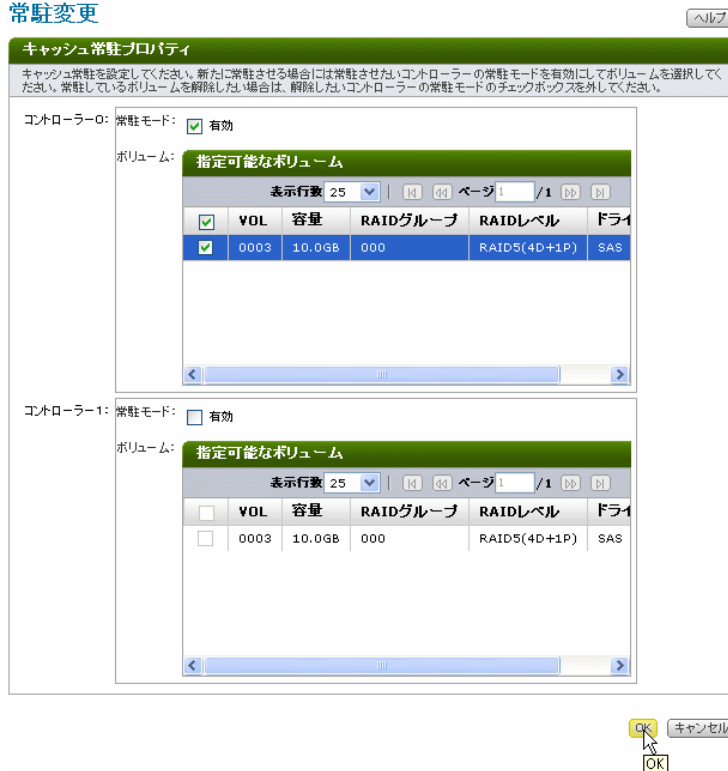 常駐変更
ヘルプ
キャッシュ常駐プロパティ
キャッシュ常駐を設定してください。新たに常駐させる場合には常駐させたいコントローラーの常駐モードを有効にしてボリュームを選択してく
ださい。常駐しているボリュームを解除したい場合は、解除したいコントローラーの常駐モードのチェックボックスを外してください。
コントローラー0: 常駐モード: 有効
ボリューム: 指定可能なボリューム
表示行数 25 | ページ 1 /1
VOL 容量 RAIDグループ RAIDレベル ドライ
0003 10.0GB 000 RAID5(4D+1P) SAS
コントローラー1: 常駐モード: 有効
ボリューム: 指定可能なボリューム
表示行数 25 | ページ 1 /1
VOL 容量 RAIDグループ RAIDレベル ドライ
0003 10.0GB 000 RAID5(4D+1P) SAS
OK キャンセル
OK